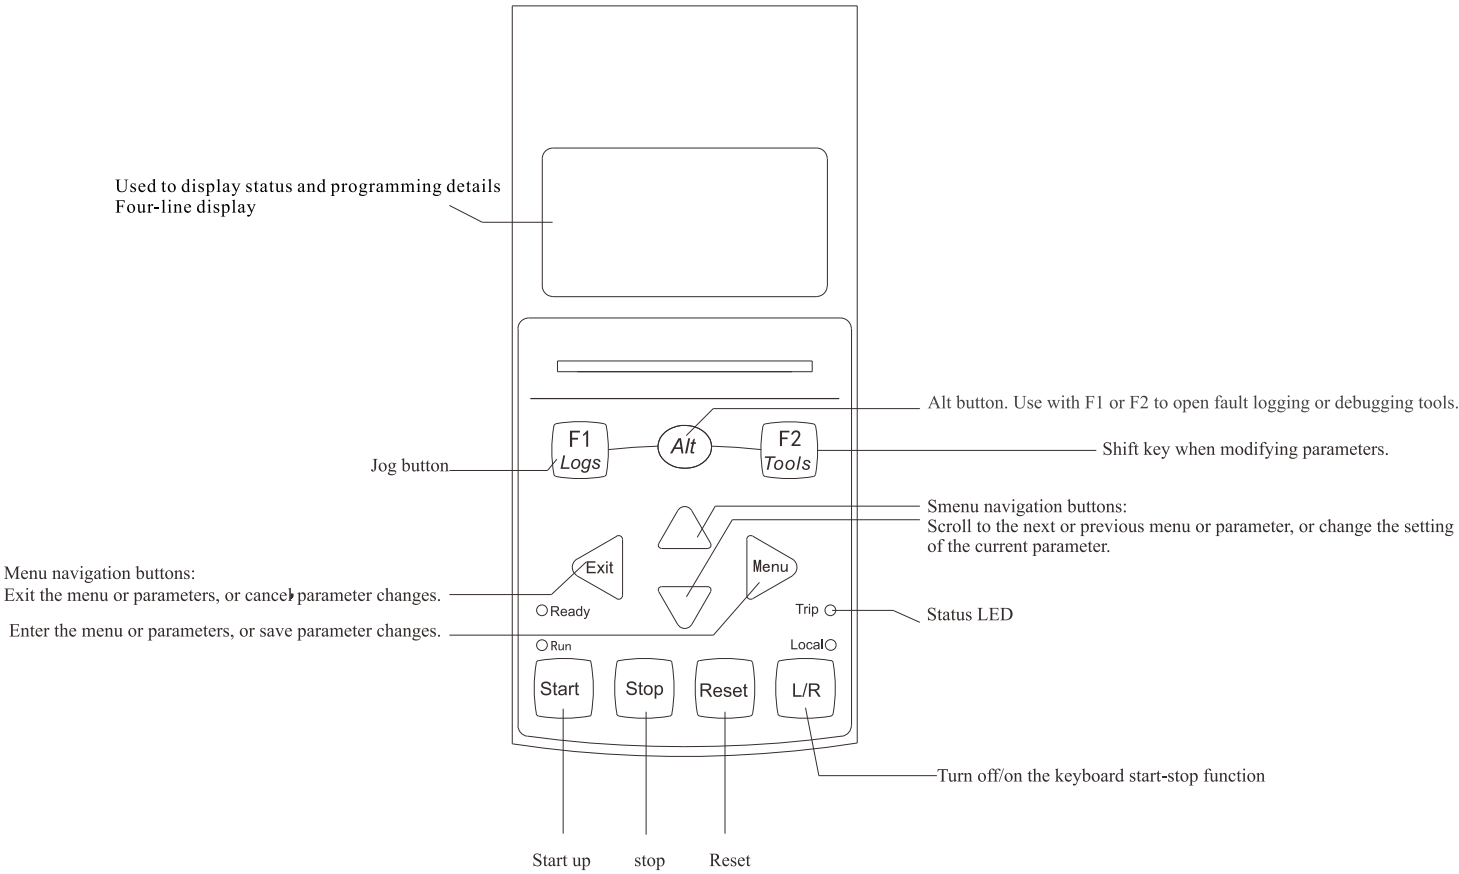 Used to display status and programming details
Four-line display
Alt button. Use with F1 or F2 to open fault logging or debugging tools.
F1
Logs
Alt
F2
Tools
Shift key when modifying parameters.
Jog button
Smenu navigation buttons:
Scroll to the next or previous menu or parameter, or change the setting
of the current parameter.
Exit
Menu
Menu navigation buttons:
Exit the menu or parameters, or cancel parameter changes.
Ready
Trip
Status LED
Enter the menu or parameters, or save parameter changes.
Run
Local
Start
Stop
Reset
L/R
Turn off/on the keyboard start-stop function
Start up
stop
Reset